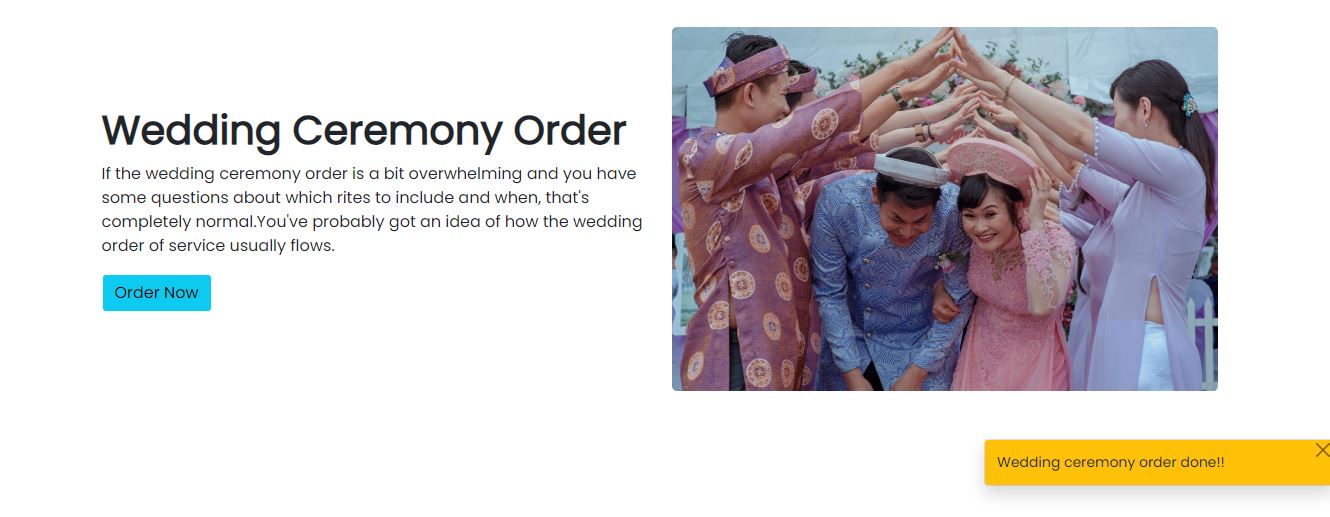 Wedding Ceremony Order
If the wedding ceremony order is a bit overwhelming and you have
some questions about which rites to include and when, that's
completely normal.You've probably got an idea of how the wedding
order of service usually flows.
Order Now
Wedding ceremony order done!!